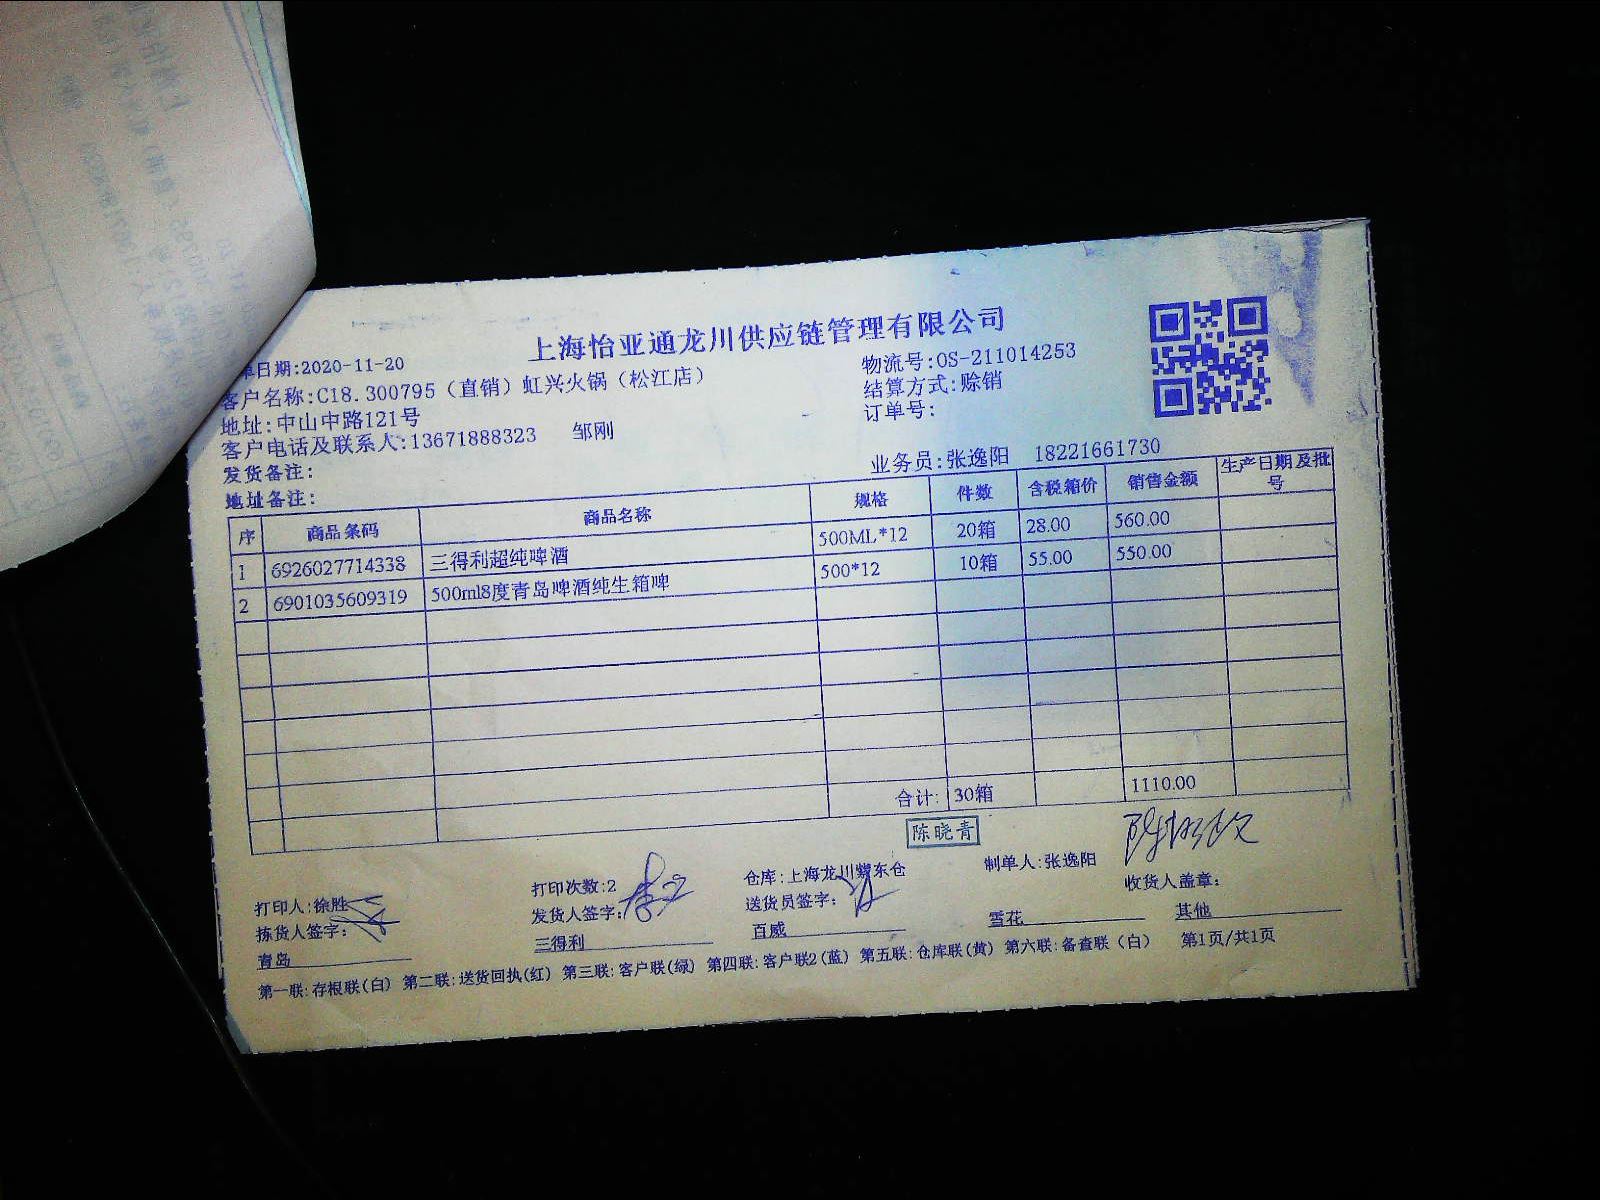 上海怡亚通龙川供应链管理有限公司
单日期:2020-11-20
物流号:OS-211014253
客户名称:C18.300795（直销）虹兴火锅（松江店）
结算方式:赊销
地址:中山中路121号
订单号:
客户电话及联系人:13671888323 邹刚
发货备注:
业务员:张逸阳 18221661730
地址备注:
序 商品条码 商品名称 规格 件数 含税箱价 销售金额 生产日期及批号
1 6926027714338 三得利超纯啤酒 500ML*12 20箱 28.00 560.00
2 6901035609319 500ml8度青岛啤酒纯生箱啤 500*12 10箱 55.00 550.00
合计: 30箱 1110.00
陈晓青
打印人:徐胜 打印次数:2 仓库:上海龙川东仓 制单人:张逸阳
拣货人签字: 发货人签字: 送货员签字: 收货人盖章:
青岛 三得利 百威 雪花 其他
第一联:存根联(白) 第二联:送货回执(红) 第三联:客户联(绿) 第四联:客户联2(蓝) 第五联:仓库联(黄) 第六联:备查联(白) 第1页/共1页